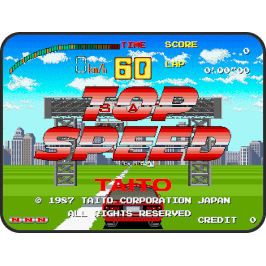 TIME SCORE
0km/h 60 LAP
0'00"00
TOP
SPEED
TAITO
© 1987 TAITO CORPORATION JAPAN
ALL RIGHTS RESERVED
N N N CREDIT 0